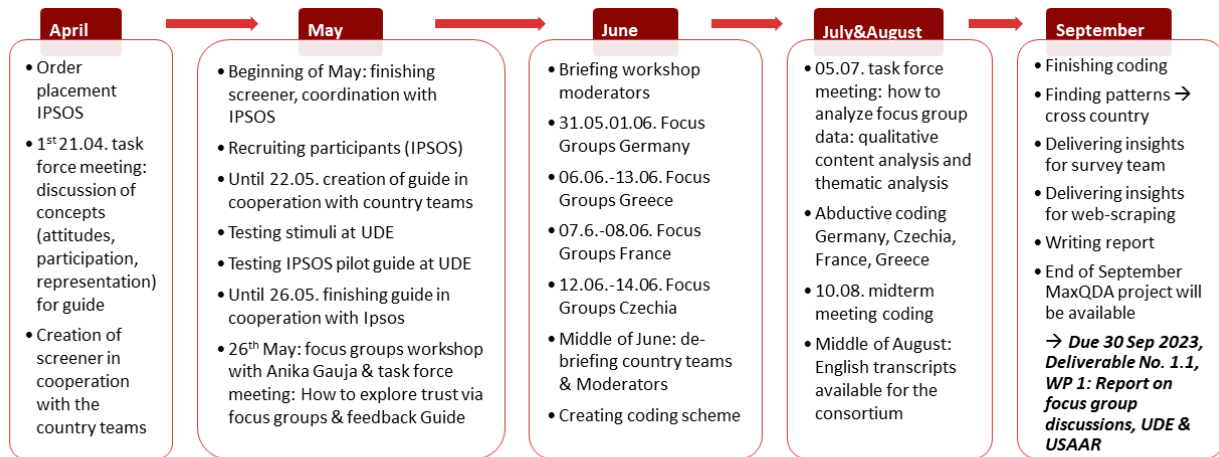 April
• Order
placement
IPSOS
• 1st 21.04. task
force meeting:
discussion of
concepts
(attitudes,
participation,
representation)
for guide
• Creation of
screener in
cooperation
with the
country teams
May
• Beginning of May: finishing
screener, coordination with
IPSOS
• Recruiting participants (IPSOS)
• Until 22.05. creation of guide in
cooperation with country teams
• Testing stimuli at UDE
• Testing IPSOS pilot guide at UDE
• Until 26.05. finishing guide in
cooperation with Ipsos
• 26th May: focus groups workshop
with Anika Gauja & task force
meeting: How to explore trust via
focus groups & feedback Guide
June
• Briefing workshop
moderators
• 31.05.01.06. Focus
Groups Germany
• 06.06.-13.06. Focus
Groups Greece
• 07.6.-08.06. Focus
Groups France
• 12.06.-14.06. Focus
Groups Czechia
• Middle of June: de-
briefing country teams
& Moderators
• Creating coding scheme
July&August
• 05.07. task force
meeting: how to
analyze focus group
data: qualitative
content analysis and
thematic analysis
• Abductive coding
Germany, Czechia,
France, Greece
• 10.08. midterm
meeting coding
• Middle of August:
English transcripts
available for the
consortium
September
• Finishing coding
• Finding patterns →
cross country
• Delivering insights
for survey team
• Delivering insights
for web-scraping
• Writing report
• End of September
MaxQDA project will
be available
→ Due 30 Sep 2023,
Deliverable No. 1.1,
WP 1: Report on
focus group
discussions, UDE &
USAAR